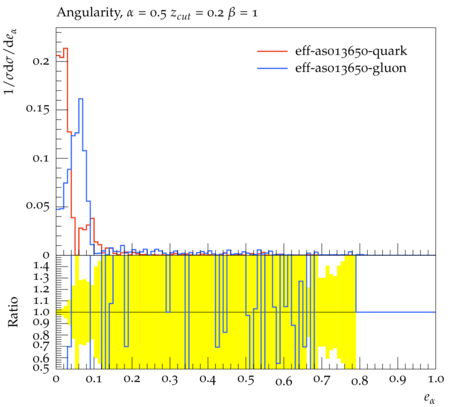 Angularity, α = 0.5 z_cut = 0.2 β = 1
1/σdσ/de_α
eff-as013650-quark
eff-as013650-gluon
0.2
0.15
0.1
0.05
0
Ratio
1.4
1.3
1.2
1.1
1.0
0.9
0.8
0.7
0.6
0.5
0 0.1 0.2 0.3 0.4 0.5 0.6 0.7 0.8 0.9 1.0
e_α